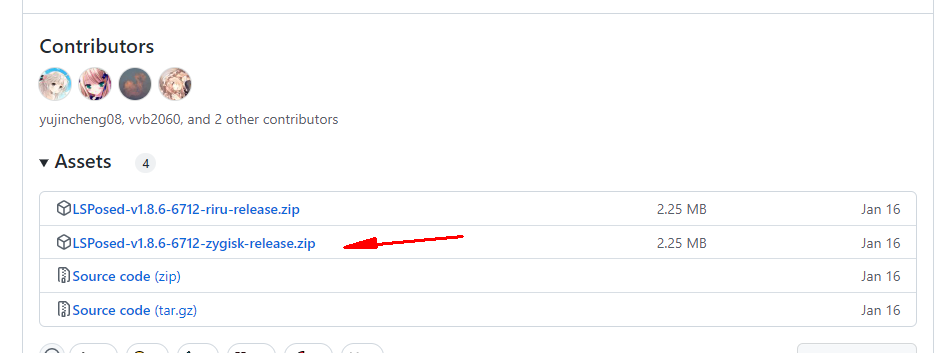 Contributors
yujincheng08, vvb2060, and 2 other contributors
Assets 4
LSPosed-v1.8.6-6712-riru-release.zip 2.25 MB Jan 16
LSPosed-v1.8.6-6712-zygisk-release.zip 2.25 MB Jan 16
Source code (zip) Jan 16
Source code (tar.gz) Jan 16